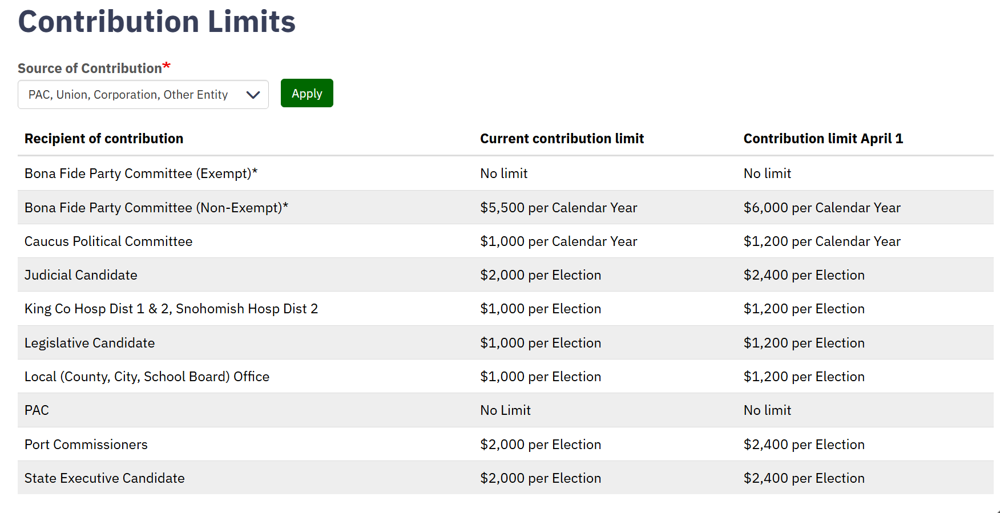 Contribution Limits
Source of Contribution*
PAC, Union, Corporation, Other Entity Apply
Recipient of contribution Current contribution limit Contribution limit April 1
Bona Fide Party Committee (Exempt)* No limit No limit
Bona Fide Party Committee (Non-Exempt)* $5,500 per Calendar Year $6,000 per Calendar Year
Caucus Political Committee $1,000 per Calendar Year $1,200 per Calendar Year
Judicial Candidate $2,000 per Election $2,400 per Election
King Co Hosp Dist 1 & 2, Snohomish Hosp Dist 2 $1,000 per Election $1,200 per Election
Legislative Candidate $1,000 per Election $1,200 per Election
Local (County, City, School Board) Office $1,000 per Election $1,200 per Election
PAC No Limit No limit
Port Commissioners $2,000 per Election $2,400 per Election
State Executive Candidate $2,000 per Election $2,400 per Election